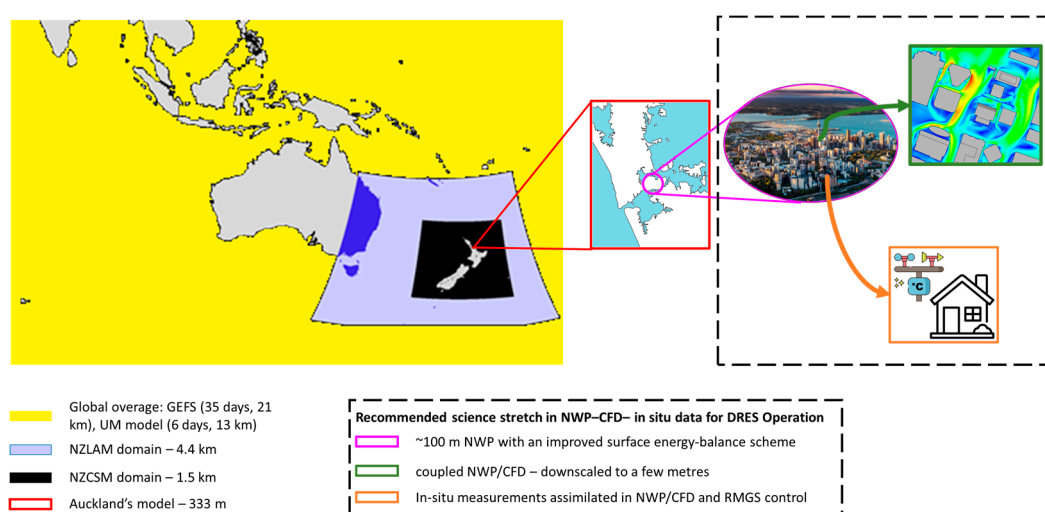 °C
Global overage: GEFS (35 days, 21
km), UM model (6 days, 13 km)
NZLAM domain – 4.4 km
NZCSM domain – 1.5 km
Auckland's model – 333 m
Recommended science stretch in NWP–CFD– in situ data for DRES Operation
~100 m NWP with an improved surface energy-balance scheme
coupled NWP/CFD – downscaled to a few metres
In-situ measurements assimilated in NWP/CFD and RMGS control